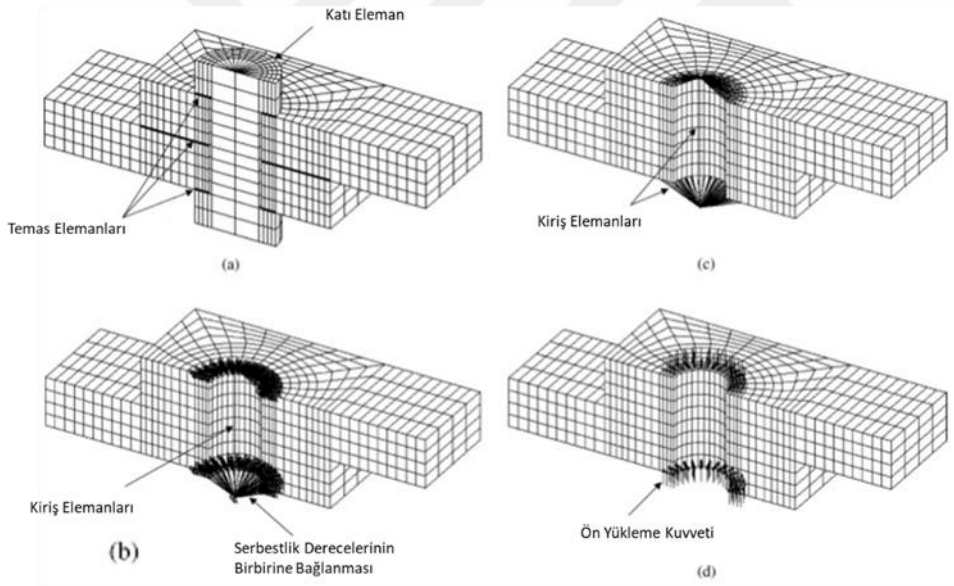 Katı Eleman
Temas Elemanları
(a)
Kiriş Elemanları
(c)
Kiriş Elemanları
Serbestlik Derecelerinin
Birbirine Bağlanması
(b)
Ön Yükleme Kuvveti
(d)